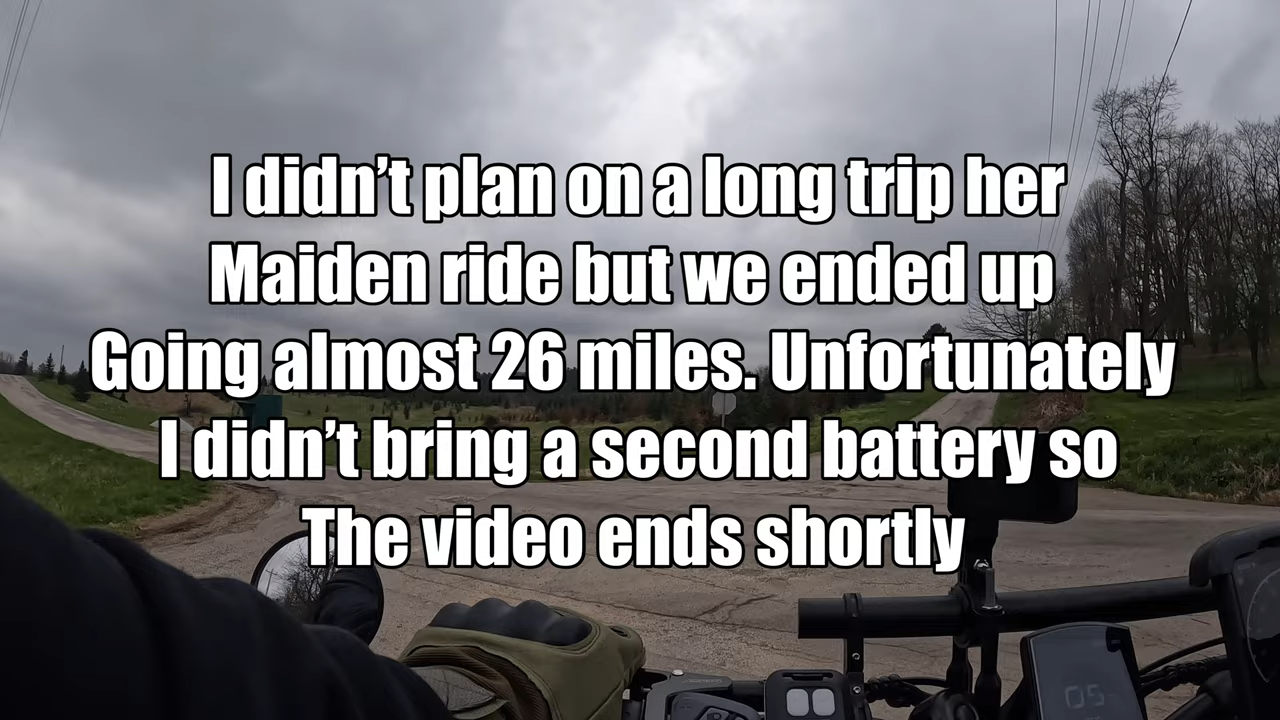 I didn’t plan on a long trip her
Maiden ride but we ended up
Going almost 26 miles. Unfortunately
I didn’t bring a second battery so
The video ends shortly
05